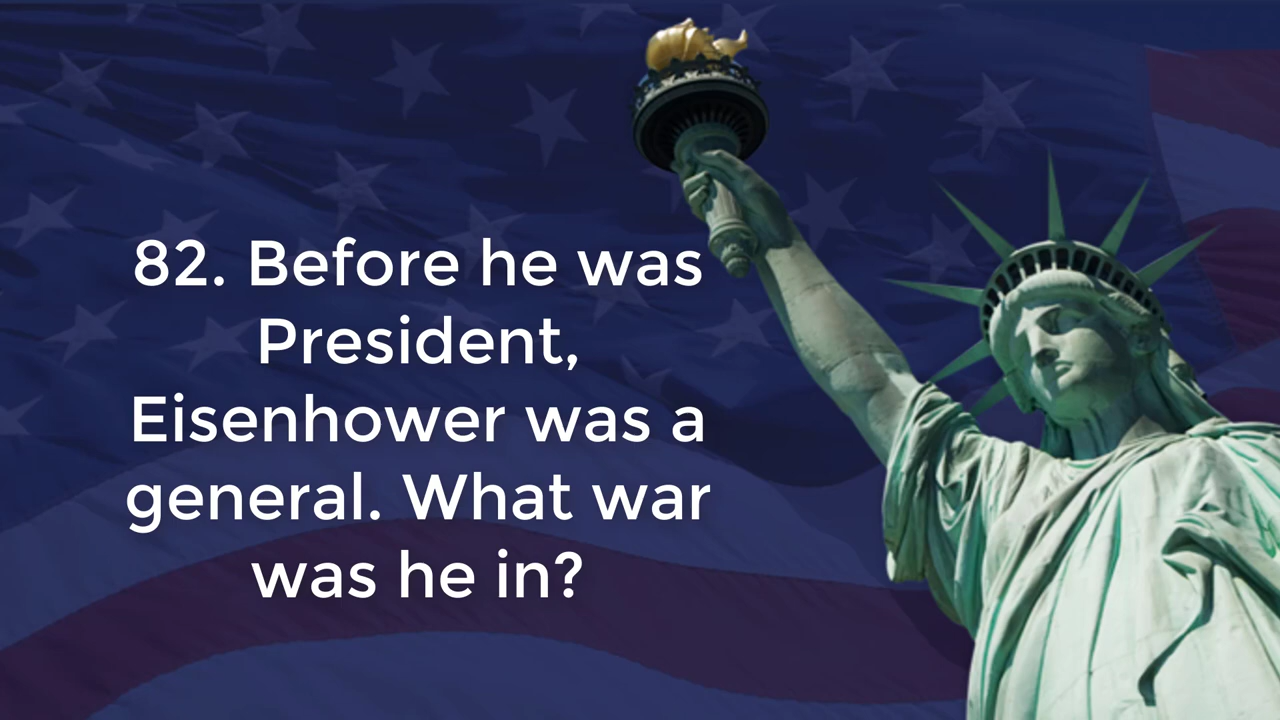 82. Before he was
President,
Eisenhower was a
general. What war
was he in?